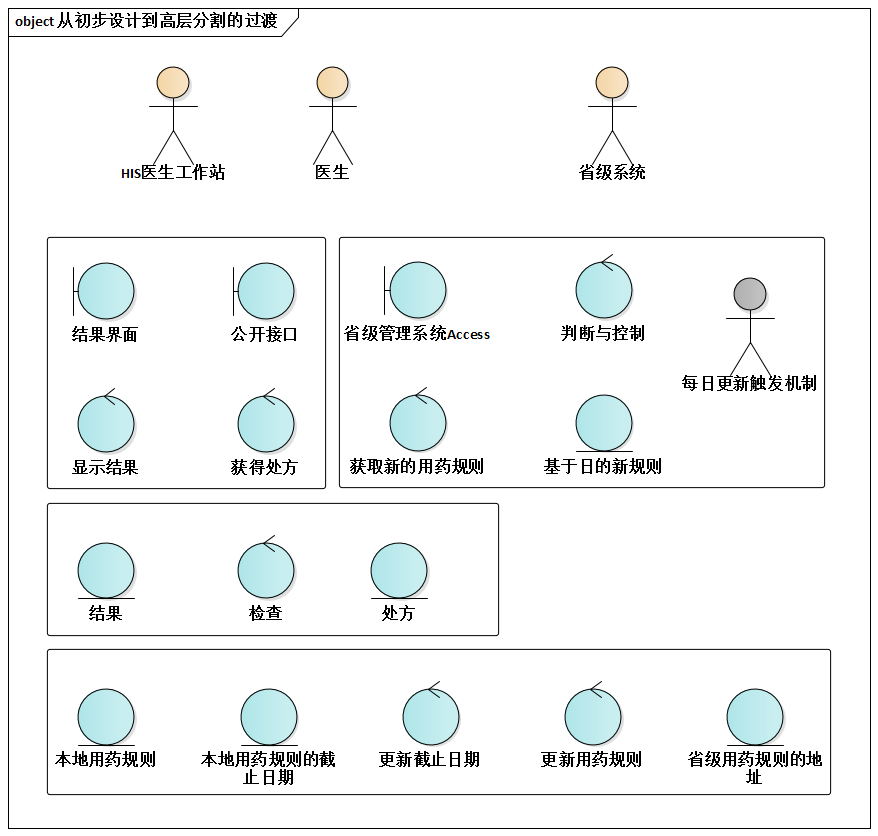 object 从初步设计到高层分割的过渡
HIS医生工作站
医生
省级系统
结果界面
公开接口
省级管理系统Access
判断与控制
每日更新触发机制
显示结果
获得处方
获取新的用药规则
基于日的新规则
结果
检查
处方
本地用药规则
本地用药规则的截
止日期
更新截止日期
更新用药规则
省级用药规则的地
址